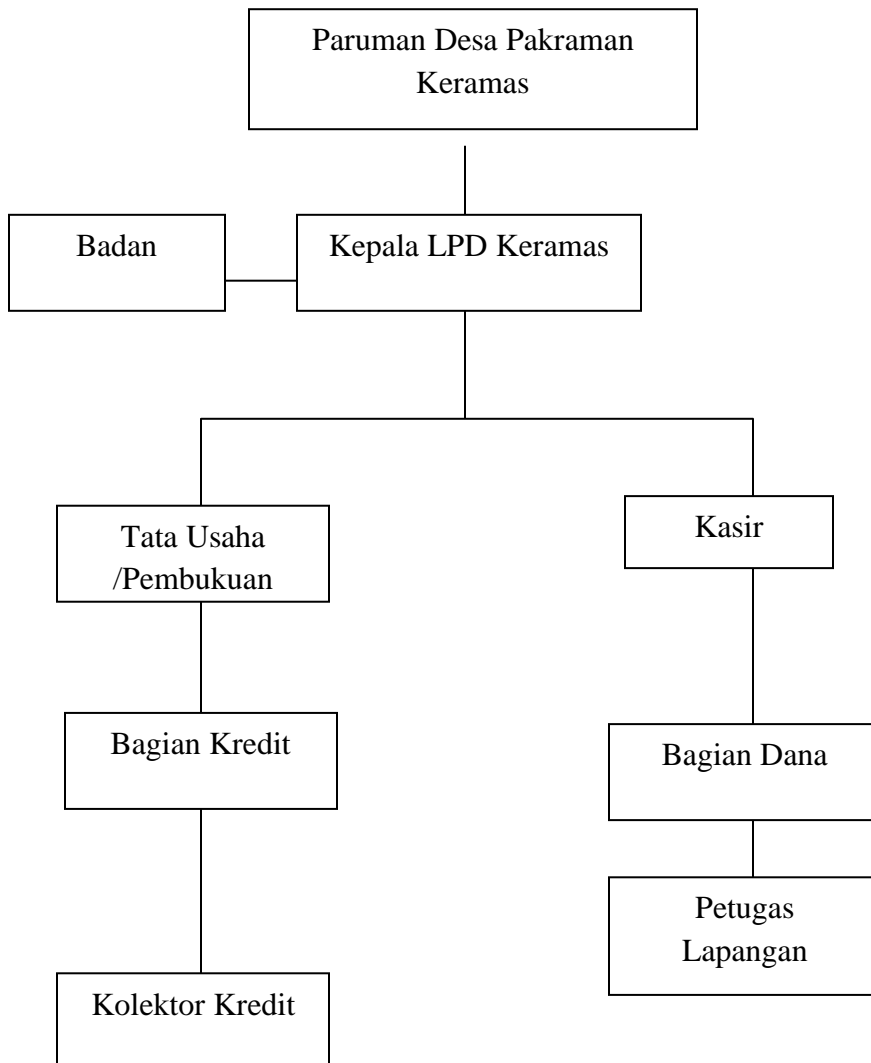 Paruman Desa Pakraman
Keramas
Badan
Kepala LPD Keramas
Tata Usaha
/Pembukuan
Kasir
Bagian Kredit
Bagian Dana
Petugas
Lapangan
Kolektor Kredit